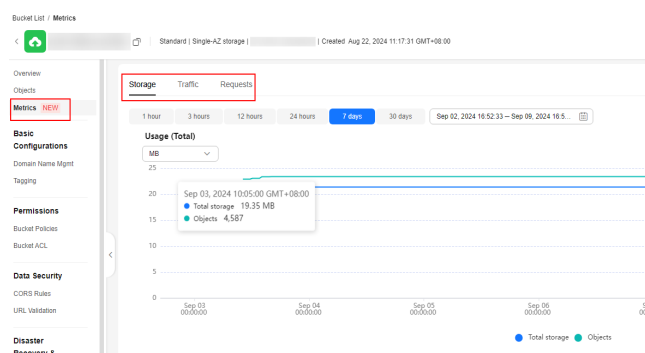 Bucket List / Metrics
Standard | Single-AZ storage | | Created Aug 22, 2024 11:17:31 GMT+08:00
Overview
Objects
Metrics NEW
Basic
Configurations
Domain Name Mgmt
Tagging
Permissions
Bucket Policies
Bucket ACL
Data Security
CORS Rules
URL Validation
Disaster
Storage Traffic Requests
1 hour 3 hours 12 hours 24 hours 7 days 30 days Sep 02, 2024 16:52:33 – Sep 09, 2024 16:5...
Usage (Total)
MB
25
20
15
10
5
0
Sep 03, 2024 10:05:00 GMT+08:00
Total storage 19.35 MB
Objects 4,587
Sep 03
00:00:00
Sep 04
00:00:00
Sep 05
00:00:00
Sep 06
00:00:00
Total storage Objects